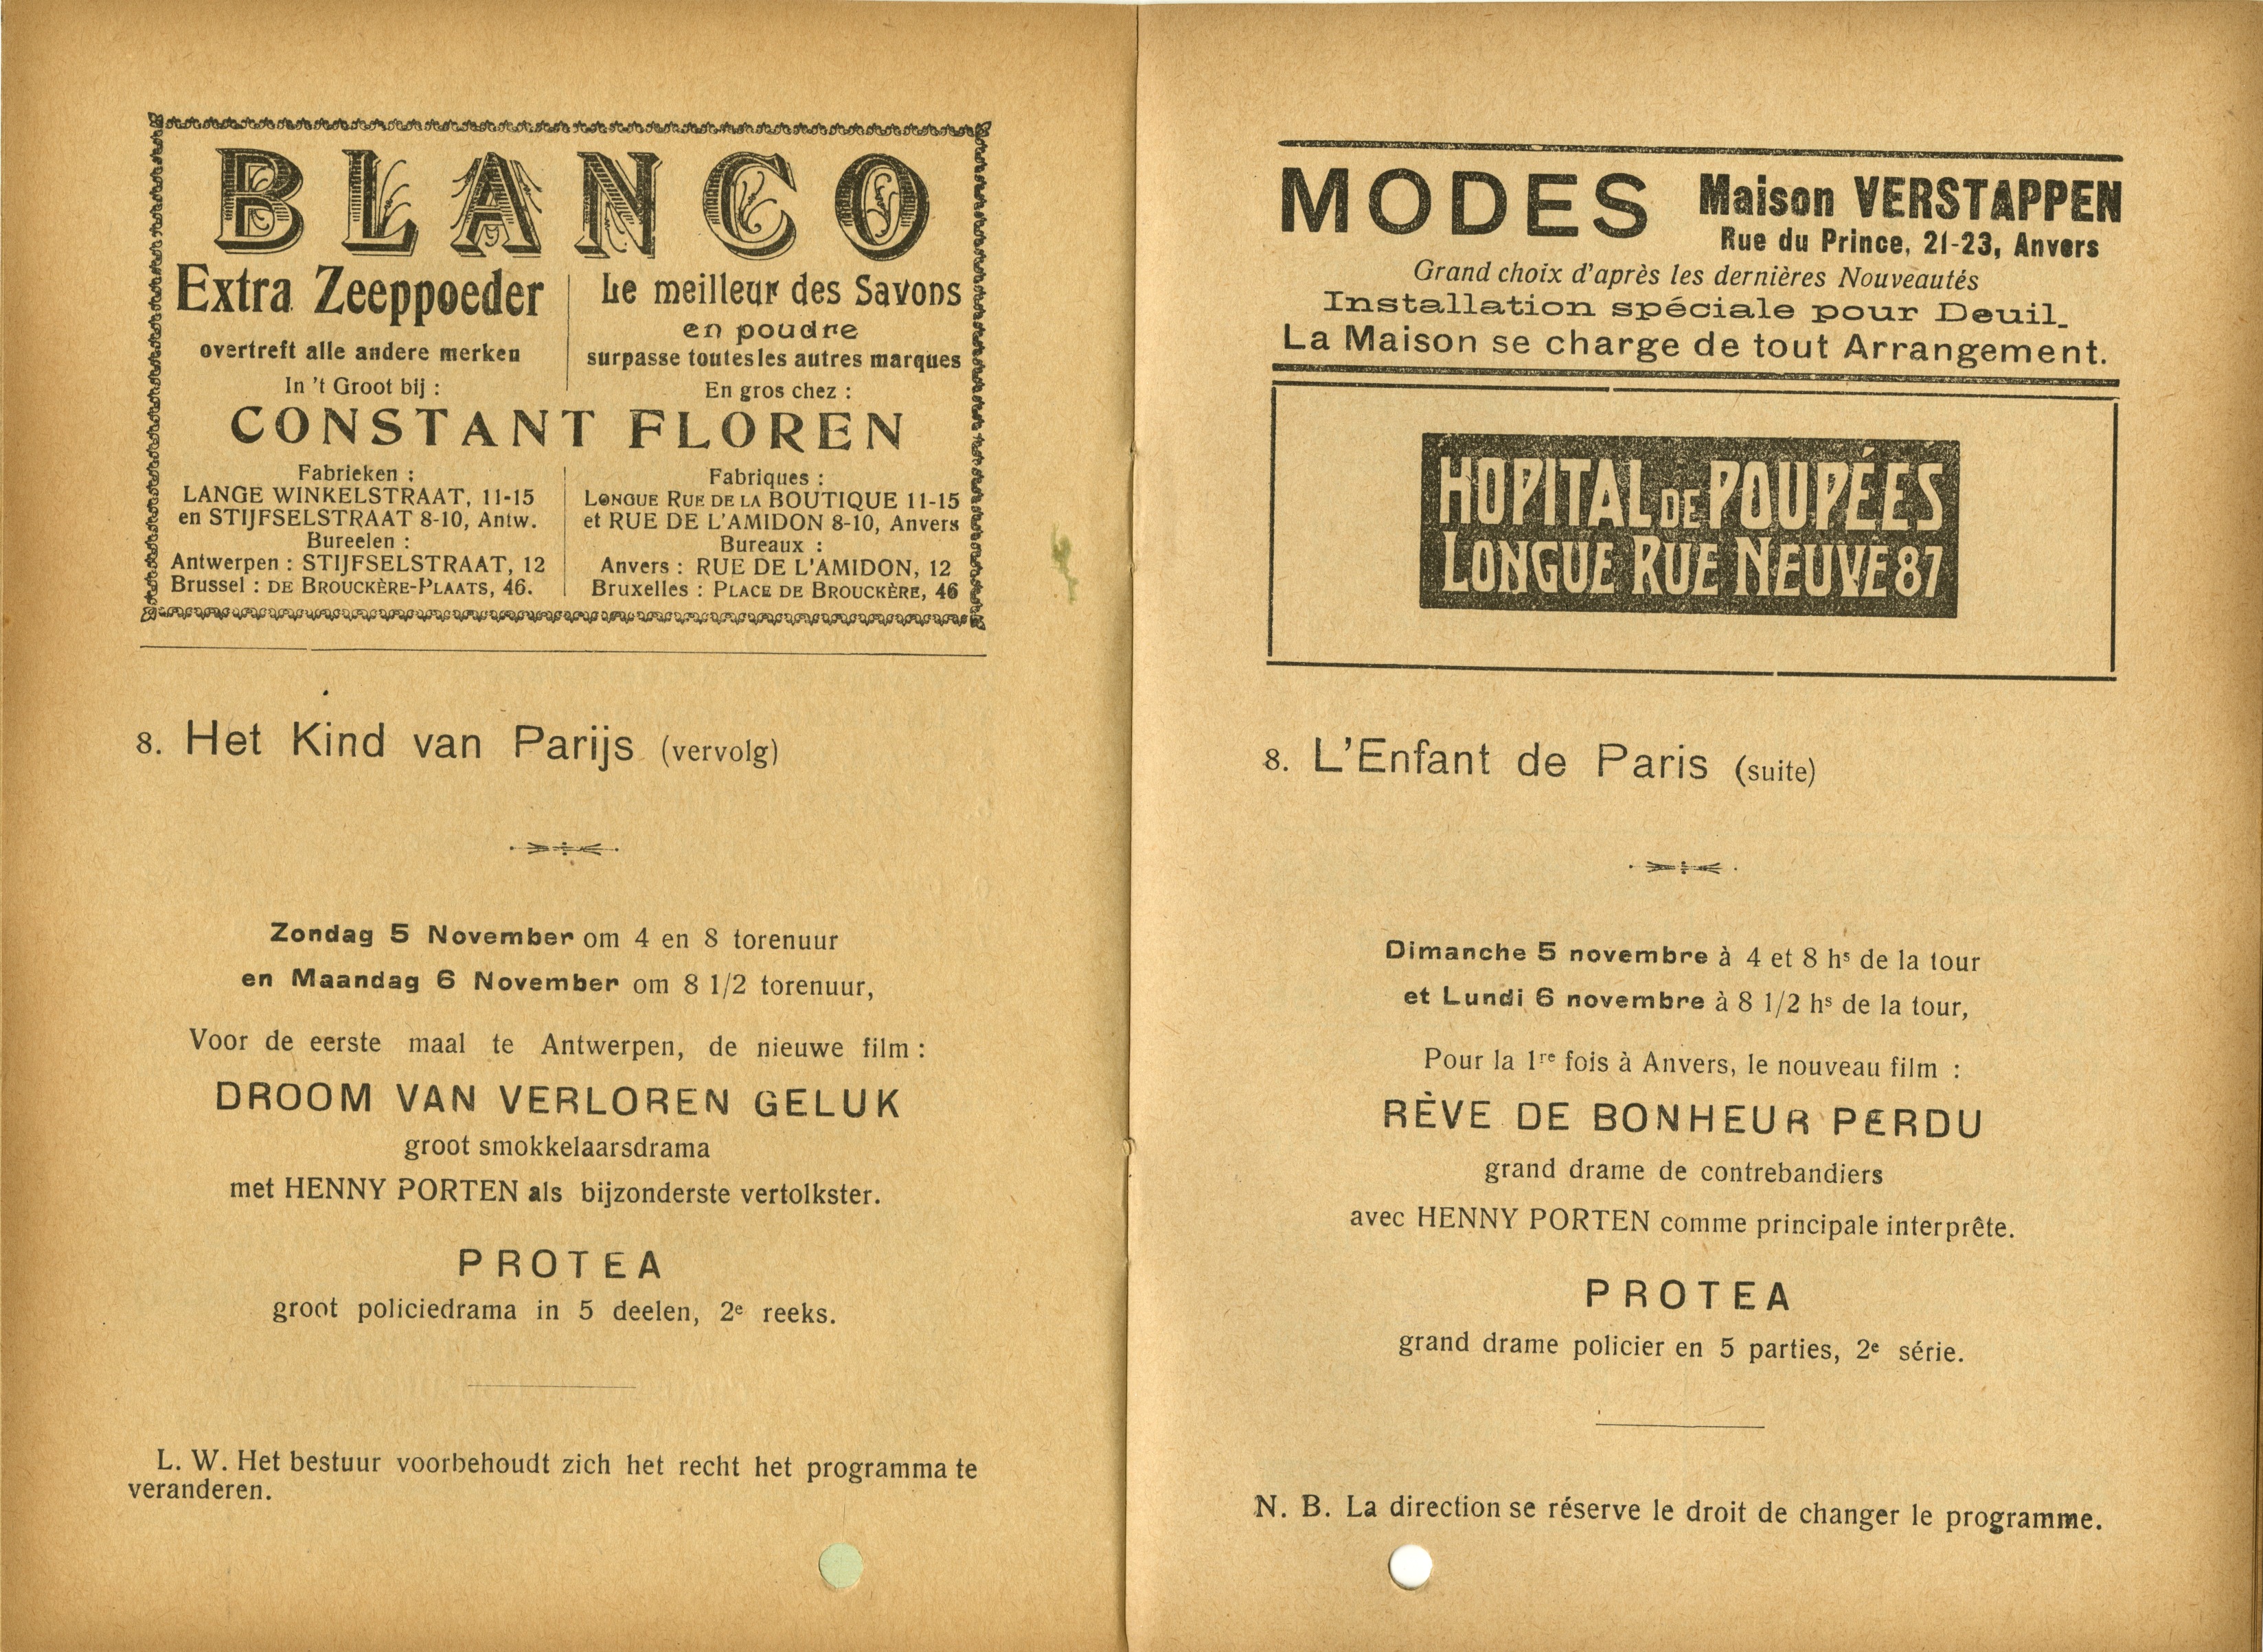 BLANCO
Extra Zeeppoeder
overtreft alle andere merken
In 't Groot bij :
Le meilleur des Savons
en poudre
surpasse toutes les autres marques
En gros chez :
CONSTANT FLOREN
Fabrieken :
LANGE WINKELSTRAAT, 11-15
en STIJFSELSTRAAT 8-10, Antw.
Bureelen :
Antwerpen : STIJFSELSTRAAT, 12
Brussel : DE BROUCKÈRE-PLAATS, 46.
Fabriques :
LONGUE RUE DE LA BOUTIQUE 11-15
et RUE DE L'AMIDON 8-10, Anvers
Bureaux :
Anvers : RUE DE L'AMIDON, 12
Bruxelles : PLACE DE BROUCKÈRE, 46
8. Het Kind van Parijs (vervolg)
Zondag 5 November om 4 en 8 torenuur
en Maandag 6 November om 8 1/2 torenuur,
Voor de eerste maal te Antwerpen, de nieuwe film :
DROOM VAN VERLOREN GELUK
groot smokkelaarsdrama
met HENNY PORTEN als bijzonderste vertolkster.
PROTEA
groot policiedrama in 5 deelen, 2e reeks.
L. W. Het bestuur voorbehoudt zich het recht het programma te
veranderen.
MODES Maison VERSTAPPEN
Rue du Prince, 21-23, Anvers
Grand choix d'après les dernières Nouveautés
Installation spéciale pour Deuil.
La Maison se charge de tout Arrangement.
HOPITAL DE POUPÉES
LONGUE RUE NEUVE 87
8. L'Enfant de Paris (suite)
Dimanche 5 novembre à 4 et 8 hs de la tour
et Lundi 6 novembre à 8 1/2 hs de la tour,
Pour la 1re fois à Anvers, le nouveau film :
RÊVE DE BONHEUR PERDU
grand drame de contrebandiers
avec HENNY PORTEN comme principale interprête.
PROTEA
grand drame policier en 5 parties, 2e série.
N. B. La direction se réserve le droit de changer le programme.